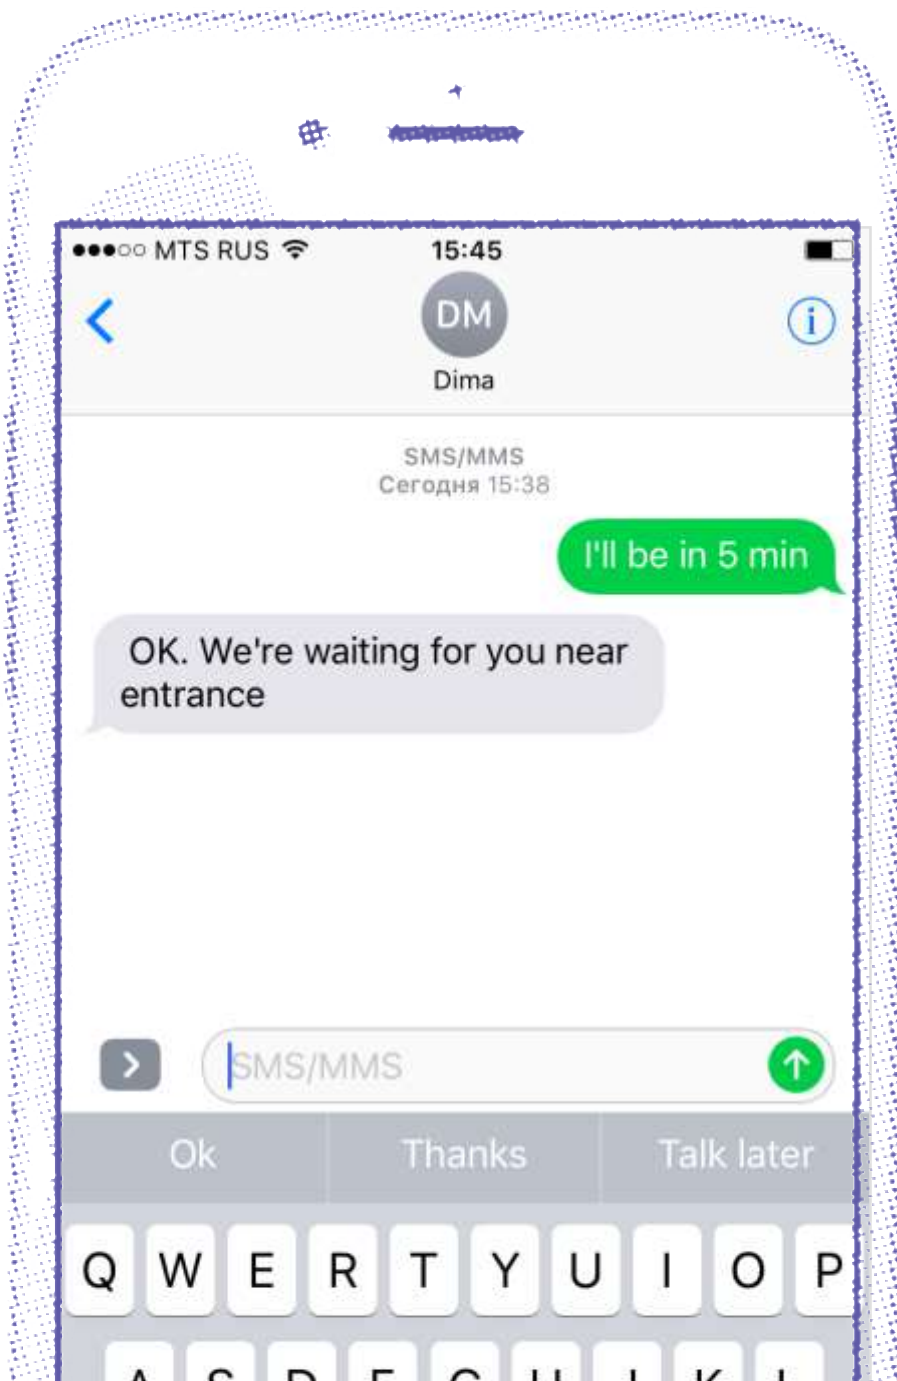 MTS RUS 15:45
DM
i
Dima
SMS/MMS
Сегодня 15:38
I'll be in 5 min
OK. We're waiting for you near
entrance
SMS/MMS
Ok Thanks Talk later
Q W E R T Y U I O P
A S D F G H J K L